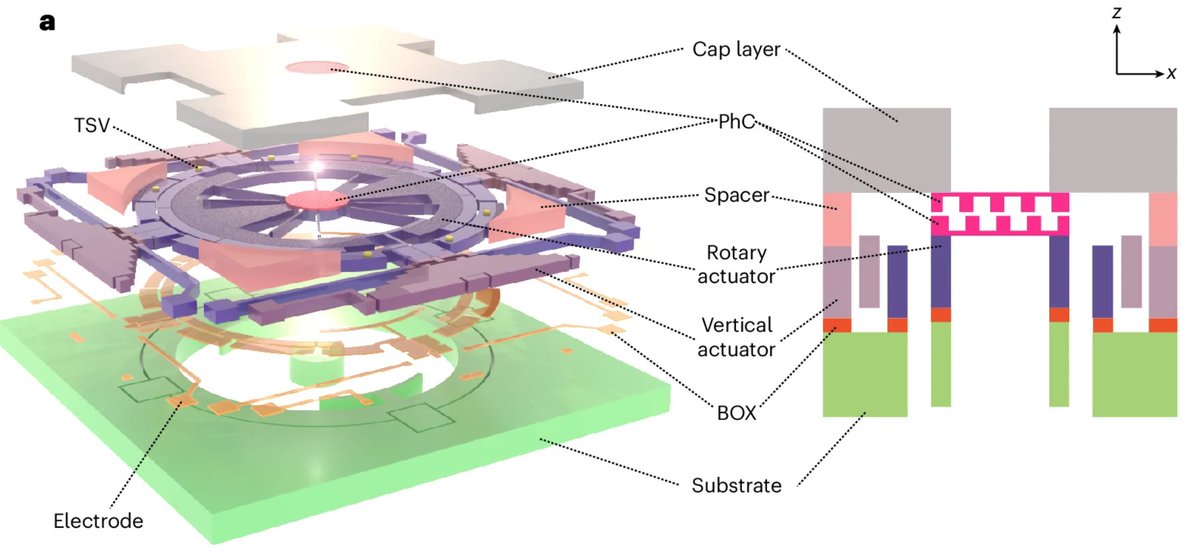 a
z
x
Cap layer
TSV
PhC
Spacer
Rotary
actuator
Vertical
actuator
BOX
Substrate
Electrode